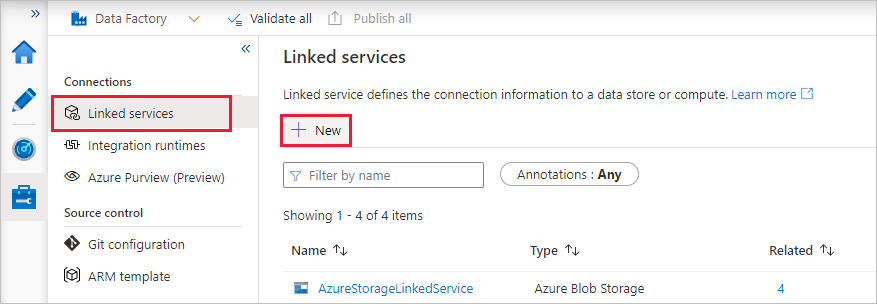 » Data Factory Validate all Publish all
«
Connections
Linked services
Integration runtimes
Azure Purview (Preview)
Source control
Git configuration
ARM template
Linked services
Linked service defines the connection information to a data store or compute. Learn more
+ New
Filter by name Annotations : Any
Showing 1 - 4 of 4 items
Name ↑↓ Type ↑↓ Related ↑↓
AzureStorageLinkedService Azure Blob Storage 4